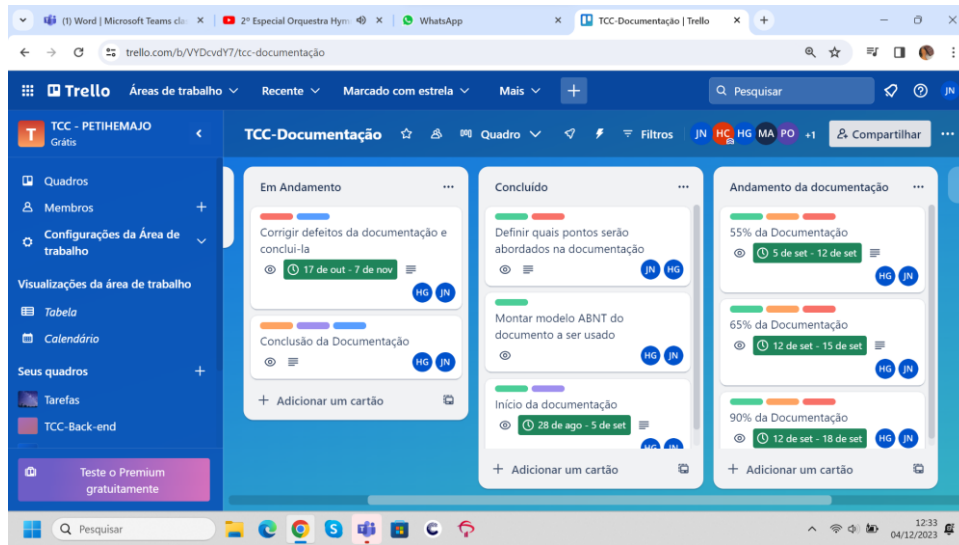 (1) Word | Microsoft Teams cla
2º Especial Orquestra Hym
WhatsApp
TCC-Documentação | Trello
trello.com/b/VYDcvdY7/tcc-documentação
Trello
Áreas de trabalho
Recente
Marcado com estrela
Mais
Pesquisar
JN
T
TCC - PETIHEMAJO
Grátis
TCC-Documentação
Quadro
Filtros
JN
HC
HG
MA
PO
+1
Compartilhar
Quadros
Membros
Configurações da Área de
trabalho
Visualizações da área de trabalho
Tabela
Calendário
Seus quadros
Tarefas
TCC-Back-end
Teste o Premium
gratuitamente
Em Andamento
Corrigir defeitos da documentação e
conclui-la
17 de out - 7 de nov
HG JN
Conclusão da Documentação
HG JN
+ Adicionar um cartão
Concluído
Definir quais pontos serão
abordados na documentação
JN HG
Montar modelo ABNT do
documento a ser usado
HG JN
Início da documentação
28 de ago - 5 de set
HG JN
+ Adicionar um cartão
Andamento da documentação
55% da Documentação
5 de set - 12 de set
HG JN
65% da Documentação
12 de set - 15 de set
HG JN
90% da Documentação
12 de set - 18 de set
HG JN
+ Adicionar um cartão
Pesquisar
12:33
04/12/2023